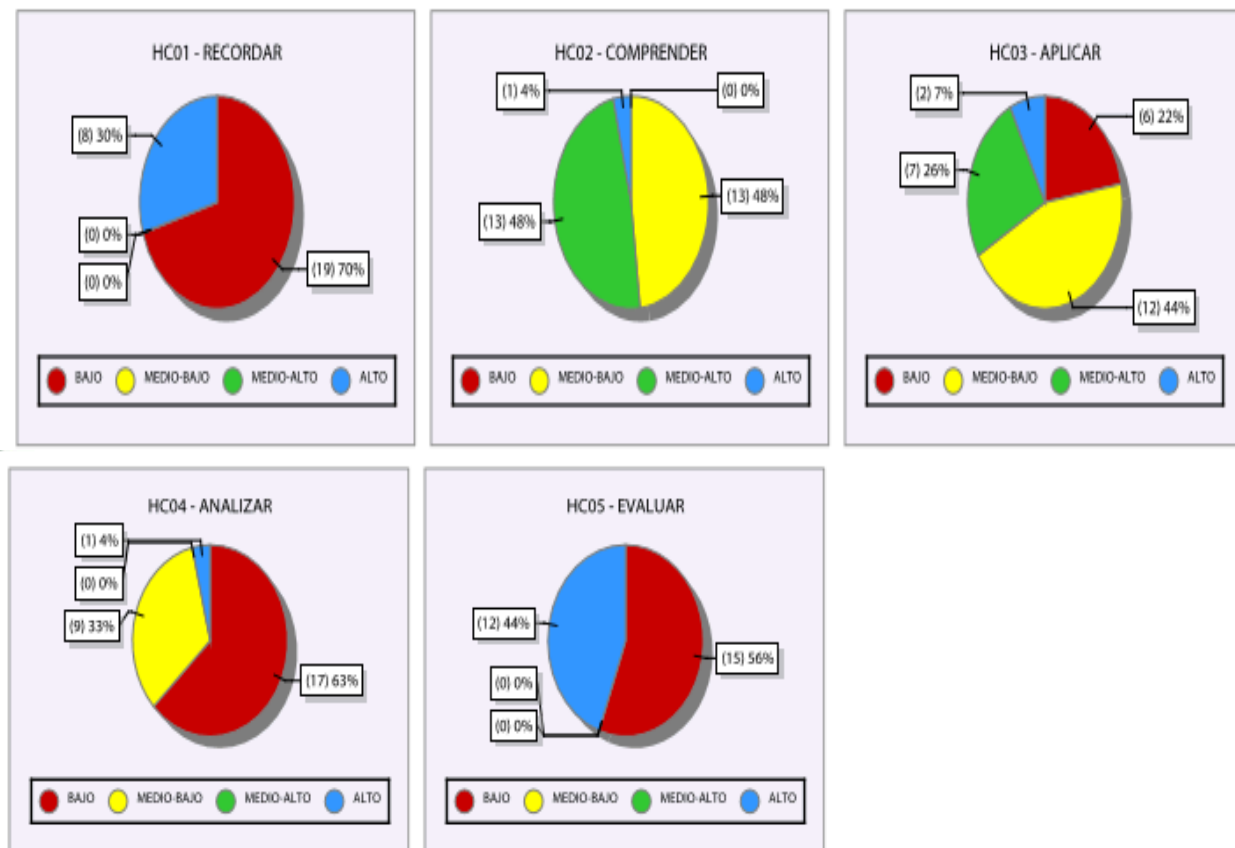 HC01 - RECORDAR
(8) 30%
(0) 0%
(0) 0%
(19) 70%
BAJO MEDIO-BAJO MEDIO-ALTO ALTO
HC02 - COMPRENDER
(1) 4%
(0) 0%
(13) 48%
(13) 48%
BAJO MEDIO-BAJO MEDIO-ALTO ALTO
HC03 - APLICAR
(2) 7%
(6) 22%
(7) 26%
(12) 44%
BAJO MEDIO-BAJO MEDIO-ALTO ALTO
HC04 - ANALIZAR
(1) 4%
(0) 0%
(9) 33%
(17) 63%
BAJO MEDIO-BAJO MEDIO-ALTO ALTO
HC05 - EVALUAR
(12) 44%
(15) 56%
(0) 0%
(0) 0%
BAJO MEDIO-BAJO MEDIO-ALTO ALTO